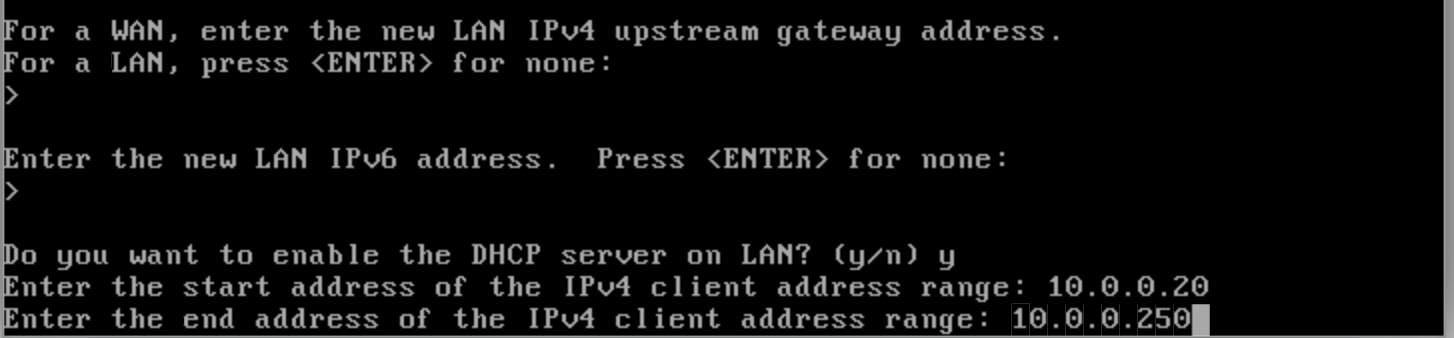 For a WAN, enter the new LAN IPv4 upstream gateway address.
For a LAN, press <ENTER> for none:
>
Enter the new LAN IPv6 address.  Press <ENTER> for none:
>
Do you want to enable the DHCP server on LAN? (y/n) y
Enter the start address of the IPv4 client address range: 10.0.0.20
Enter the end address of the IPv4 client address range: 10.0.0.250